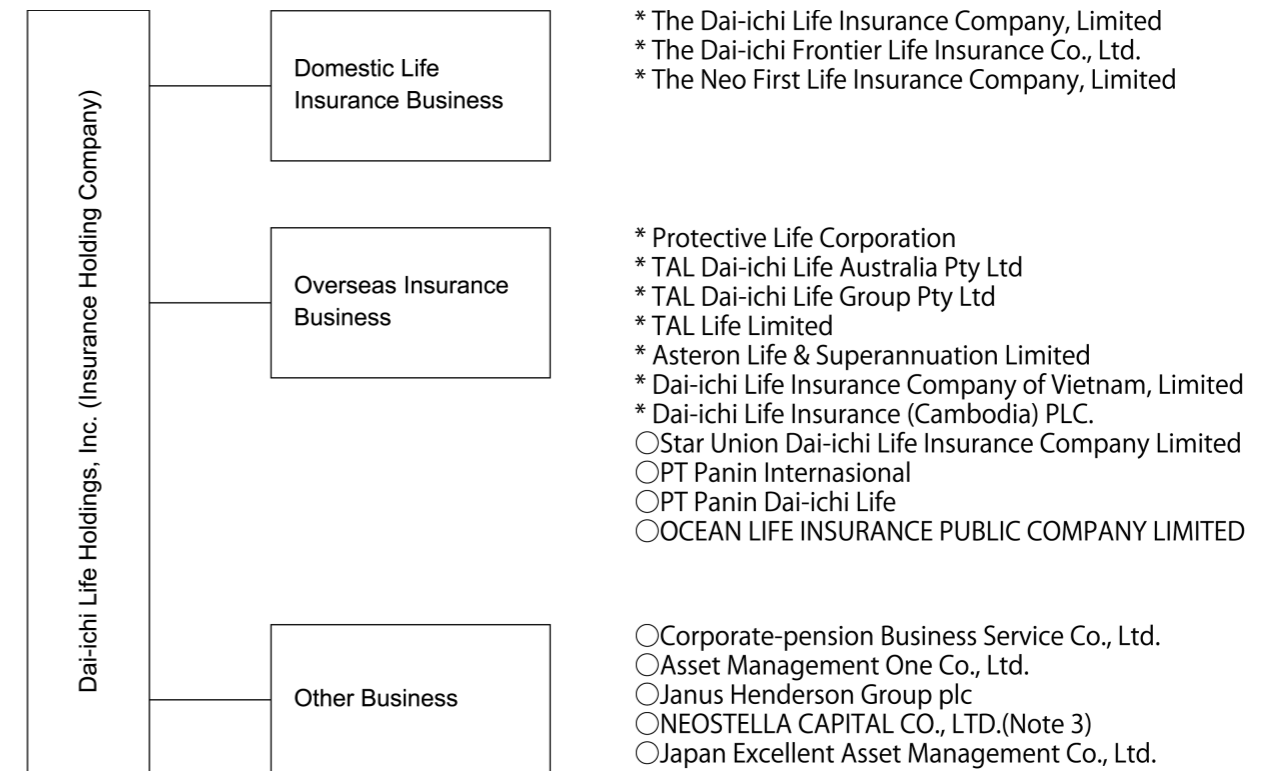 Dai-ichi Life Holdings, Inc. (Insurance Holding Company)
Domestic Life
Insurance Business
* The Dai-ichi Life Insurance Company, Limited
* The Dai-ichi Frontier Life Insurance Co., Ltd.
* The Neo First Life Insurance Company, Limited
Overseas Insurance
Business
* Protective Life Corporation
* TAL Dai-ichi Life Australia Pty Ltd
* TAL Dai-ichi Life Group Pty Ltd
* TAL Life Limited
* Asteron Life & Superannuation Limited
* Dai-ichi Life Insurance Company of Vietnam, Limited
* Dai-ichi Life Insurance (Cambodia) PLC.
○Star Union Dai-ichi Life Insurance Company Limited
○PT Panin Internasional
○PT Panin Dai-ichi Life
○OCEAN LIFE INSURANCE PUBLIC COMPANY LIMITED
Other Business
○Corporate-pension Business Service Co., Ltd.
○Asset Management One Co., Ltd.
○Janus Henderson Group plc
○NEOSTELLA CAPITAL CO., LTD.(Note 3)
○Japan Excellent Asset Management Co., Ltd.